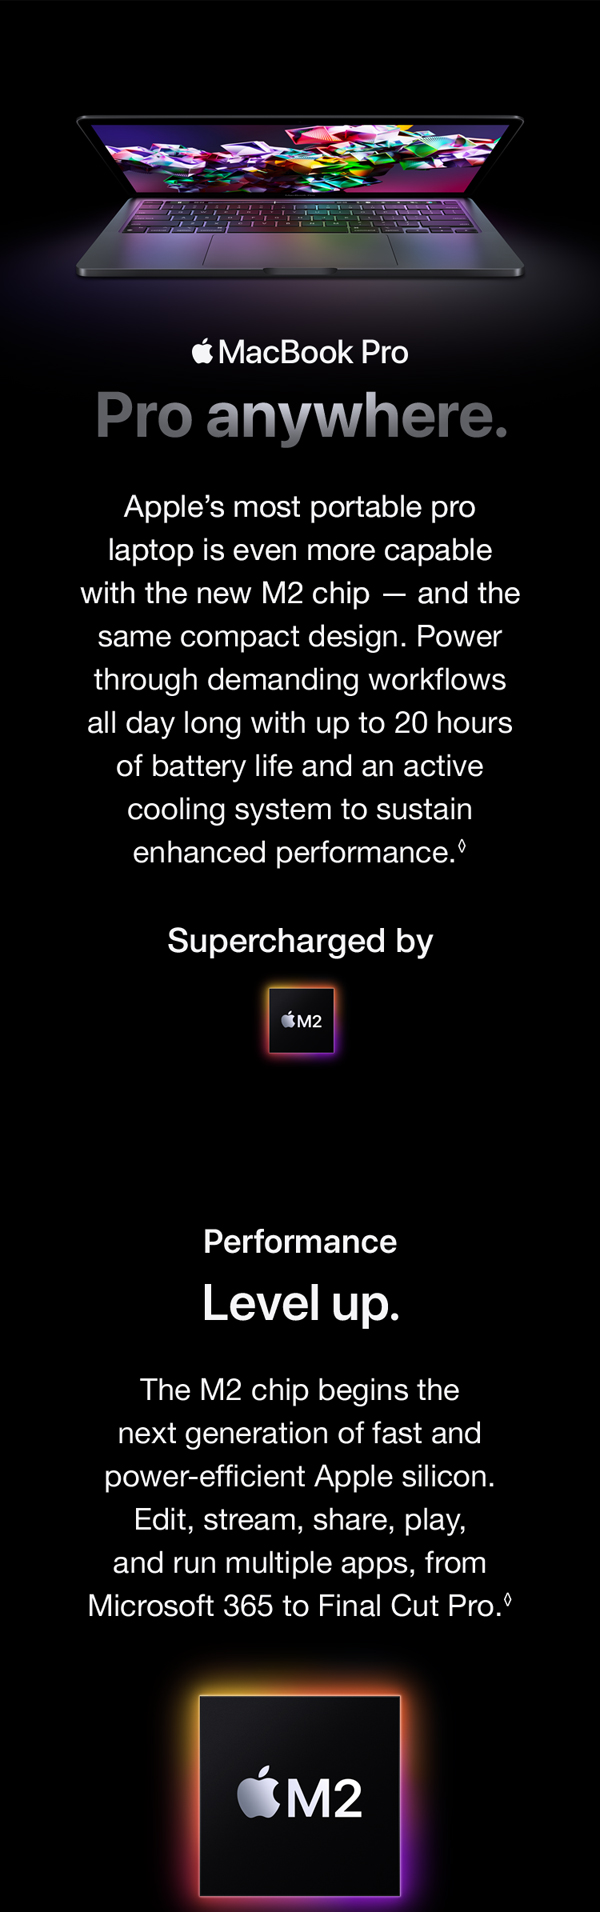 MacBook Pro
Pro anywhere.
Apple’s most portable pro
laptop is even more capable
with the new M2 chip — and the
same compact design. Power
through demanding workflows
all day long with up to 20 hours
of battery life and an active
cooling system to sustain
enhanced performance.◊
Supercharged by
M2
Performance
Level up.
The M2 chip begins the
next generation of fast and
power-efficient Apple silicon.
Edit, stream, share, play,
and run multiple apps, from
Microsoft 365 to Final Cut Pro.◊
M2